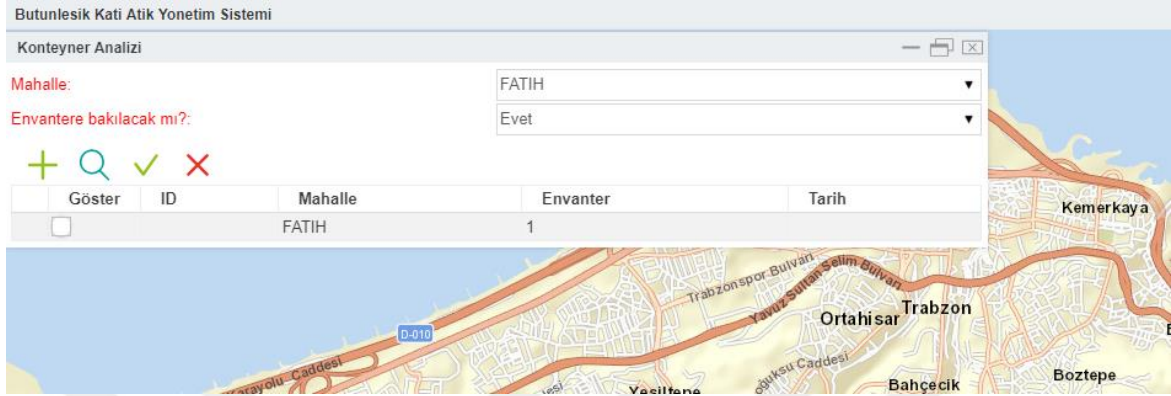 Butunlesik Kati Atik Yonetim Sistemi
Konteyner Analizi
Mahalle: FATIH
Envantere bakılacak mı?: Evet
Göster ID Mahalle Envanter Tarih
FATIH 1
Kemerkaya
Trabzonspor Bulvarı
Yavuz Sultan Selim Bulvarı
Trabzon
Ortahisar
D-010
Caddesi
Caddesi
Boztepe
Bahçecik
Yesiltepe